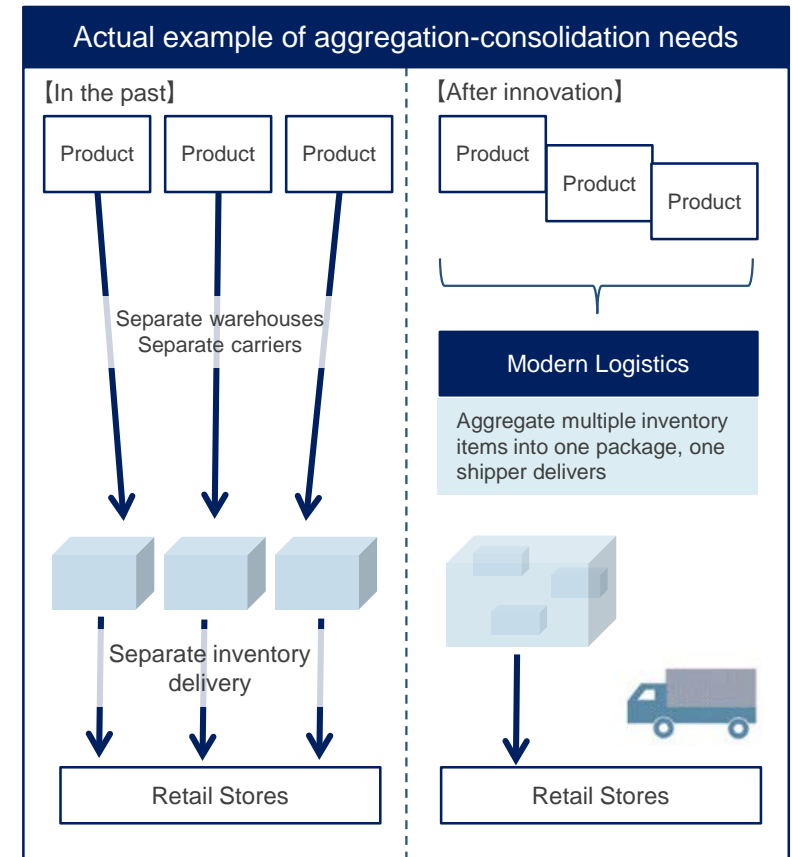 Actual example of aggregation-consolidation needs
【In the past】
Product
Product
Product
Separate warehouses
Separate carriers
Separate inventory
delivery
Retail Stores
【After innovation】
Product
Product
Product
Modern Logistics
Aggregate multiple inventory
items into one package, one
shipper delivers
Retail Stores